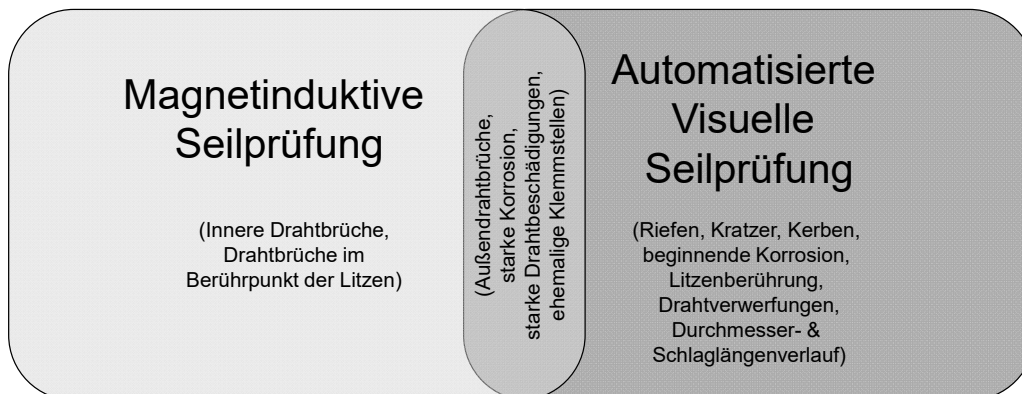 Magnetinduktive
Seilprüfung
(Innere Drahtbrüche,
Drahtbrüche im
Berührpunkt der Litzen)
(Außendrahtbrüche,
starke Korrosion,
starke Drahtbeschädigungen,
ehemalige Klemmstellen)
Automatisierte
Visuelle
Seilprüfung
(Riefen, Kratzer, Kerben,
beginnende Korrosion,
Litzenberührung,
Drahtverwerfungen,
Durchmesser- &
Schlaglängenverlauf)